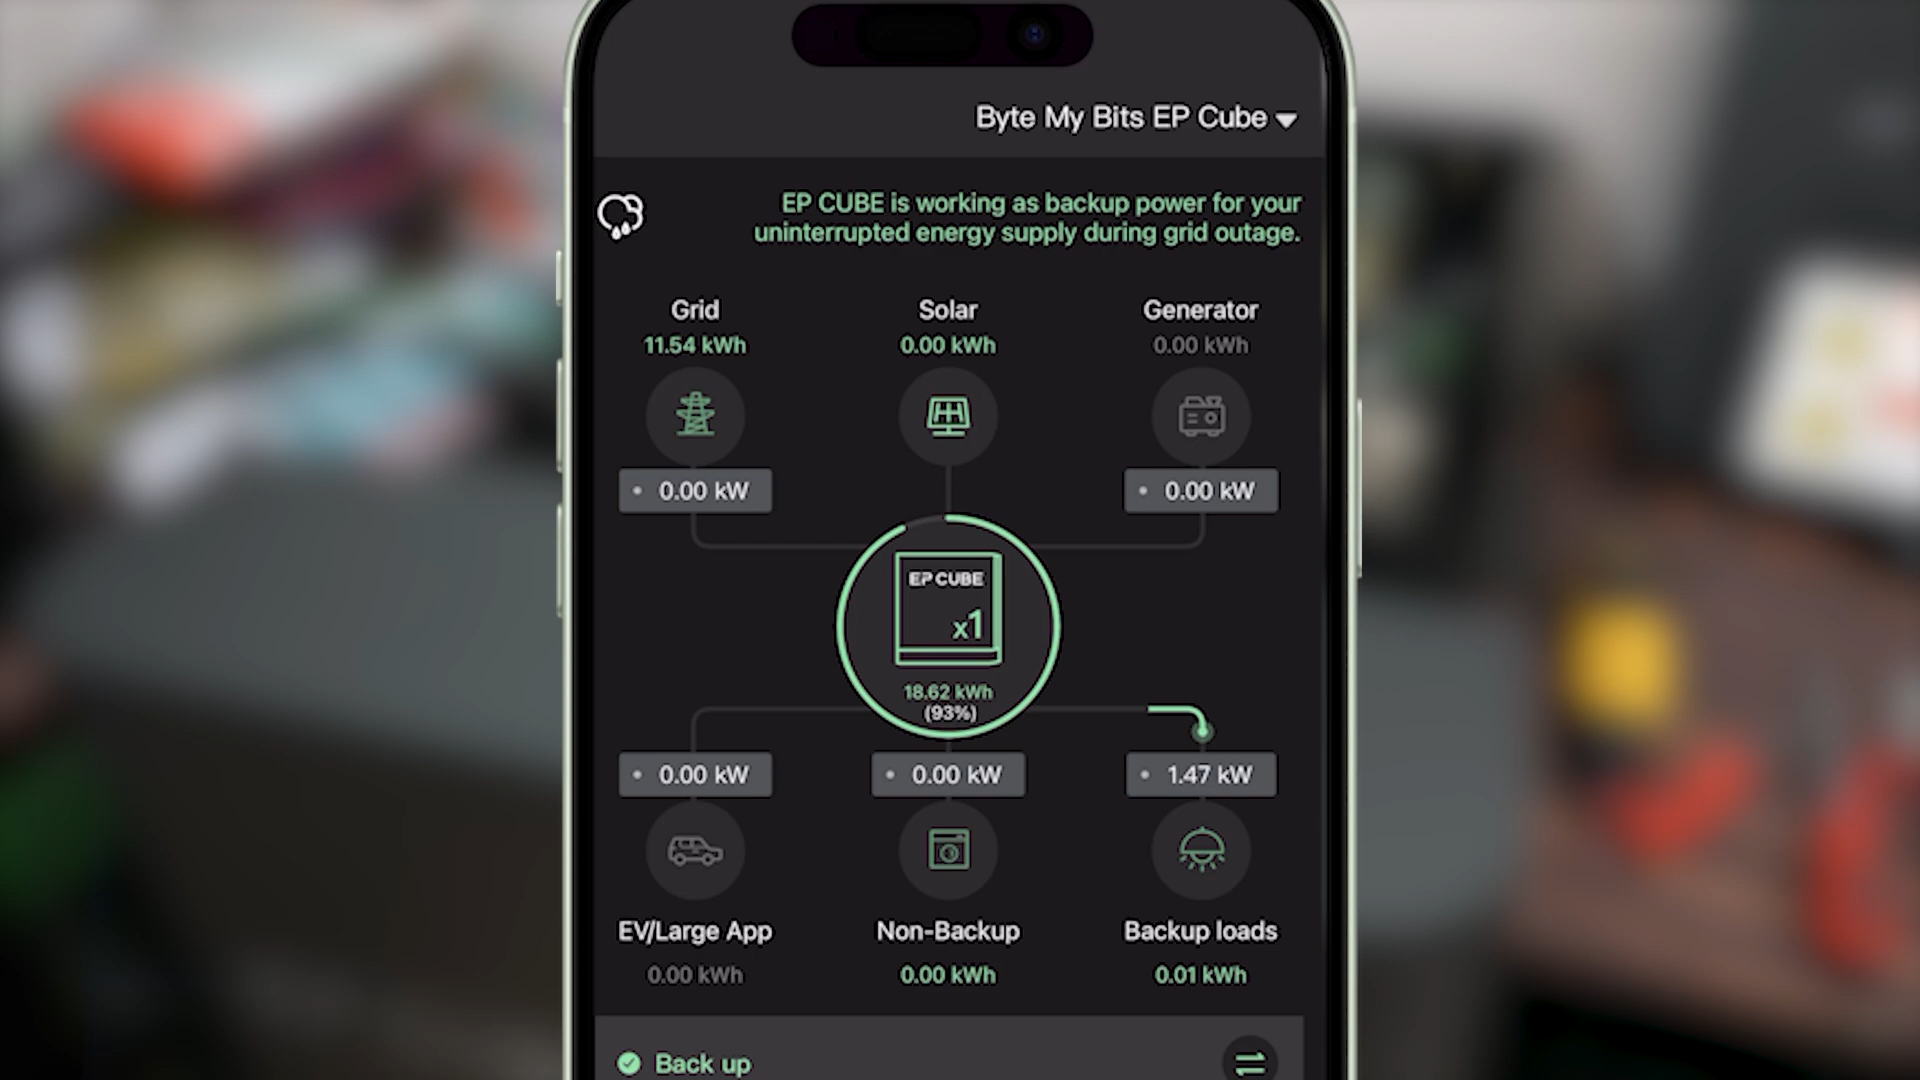 Byte My Bits EP Cube
EP CUBE is working as backup power for your
uninterrupted energy supply during grid outage.
Grid
11.54 kWh
Solar
0.00 kWh
Generator
0.00 kWh
0.00 kW
0.00 kW
EP CUBE
x1
18.62 kWh
(93%)
0.00 kW
0.00 kW
1.47 kW
EV/Large App
Non-Backup
Backup loads
0.00 kWh
0.00 kWh
0.01 kWh
Back up